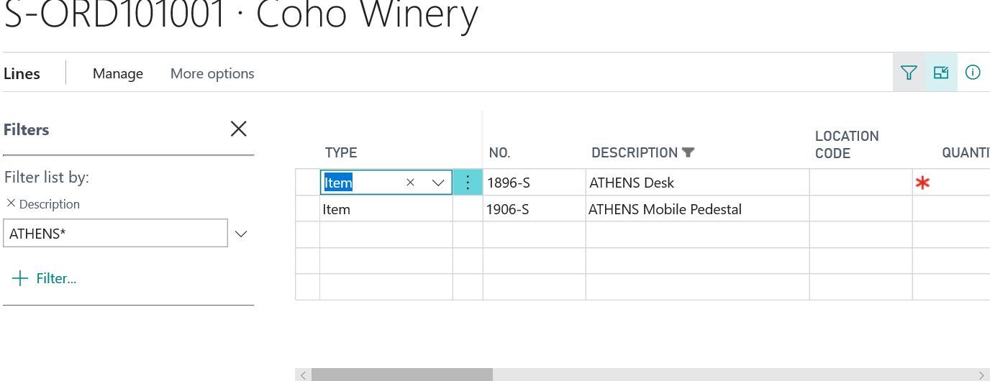 S-ORD101001 · Coho Winery
Lines Manage More options
Filters
Filter list by:
× Description
ATHENS*
+ Filter...
TYPE NO. DESCRIPTION LOCATION CODE QUANTI
Item 1896-S ATHENS Desk
Item 1906-S ATHENS Mobile Pedestal